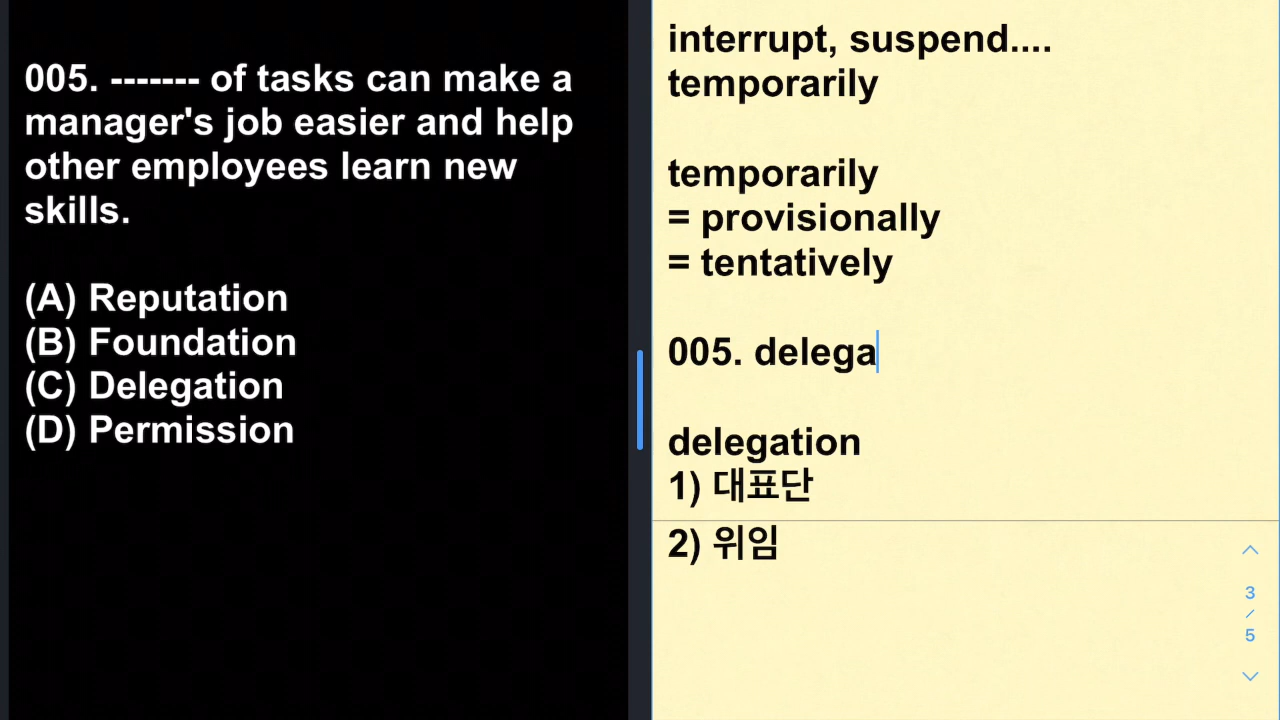 005. ------- of tasks can make a
manager's job easier and help
other employees learn new
skills.
(A) Reputation
(B) Foundation
(C) Delegation
(D) Permission
interrupt, suspend....
temporarily
temporarily
= provisionally
= tentatively
005. delega
delegation
1) 대표단
2) 위임
3
/
5